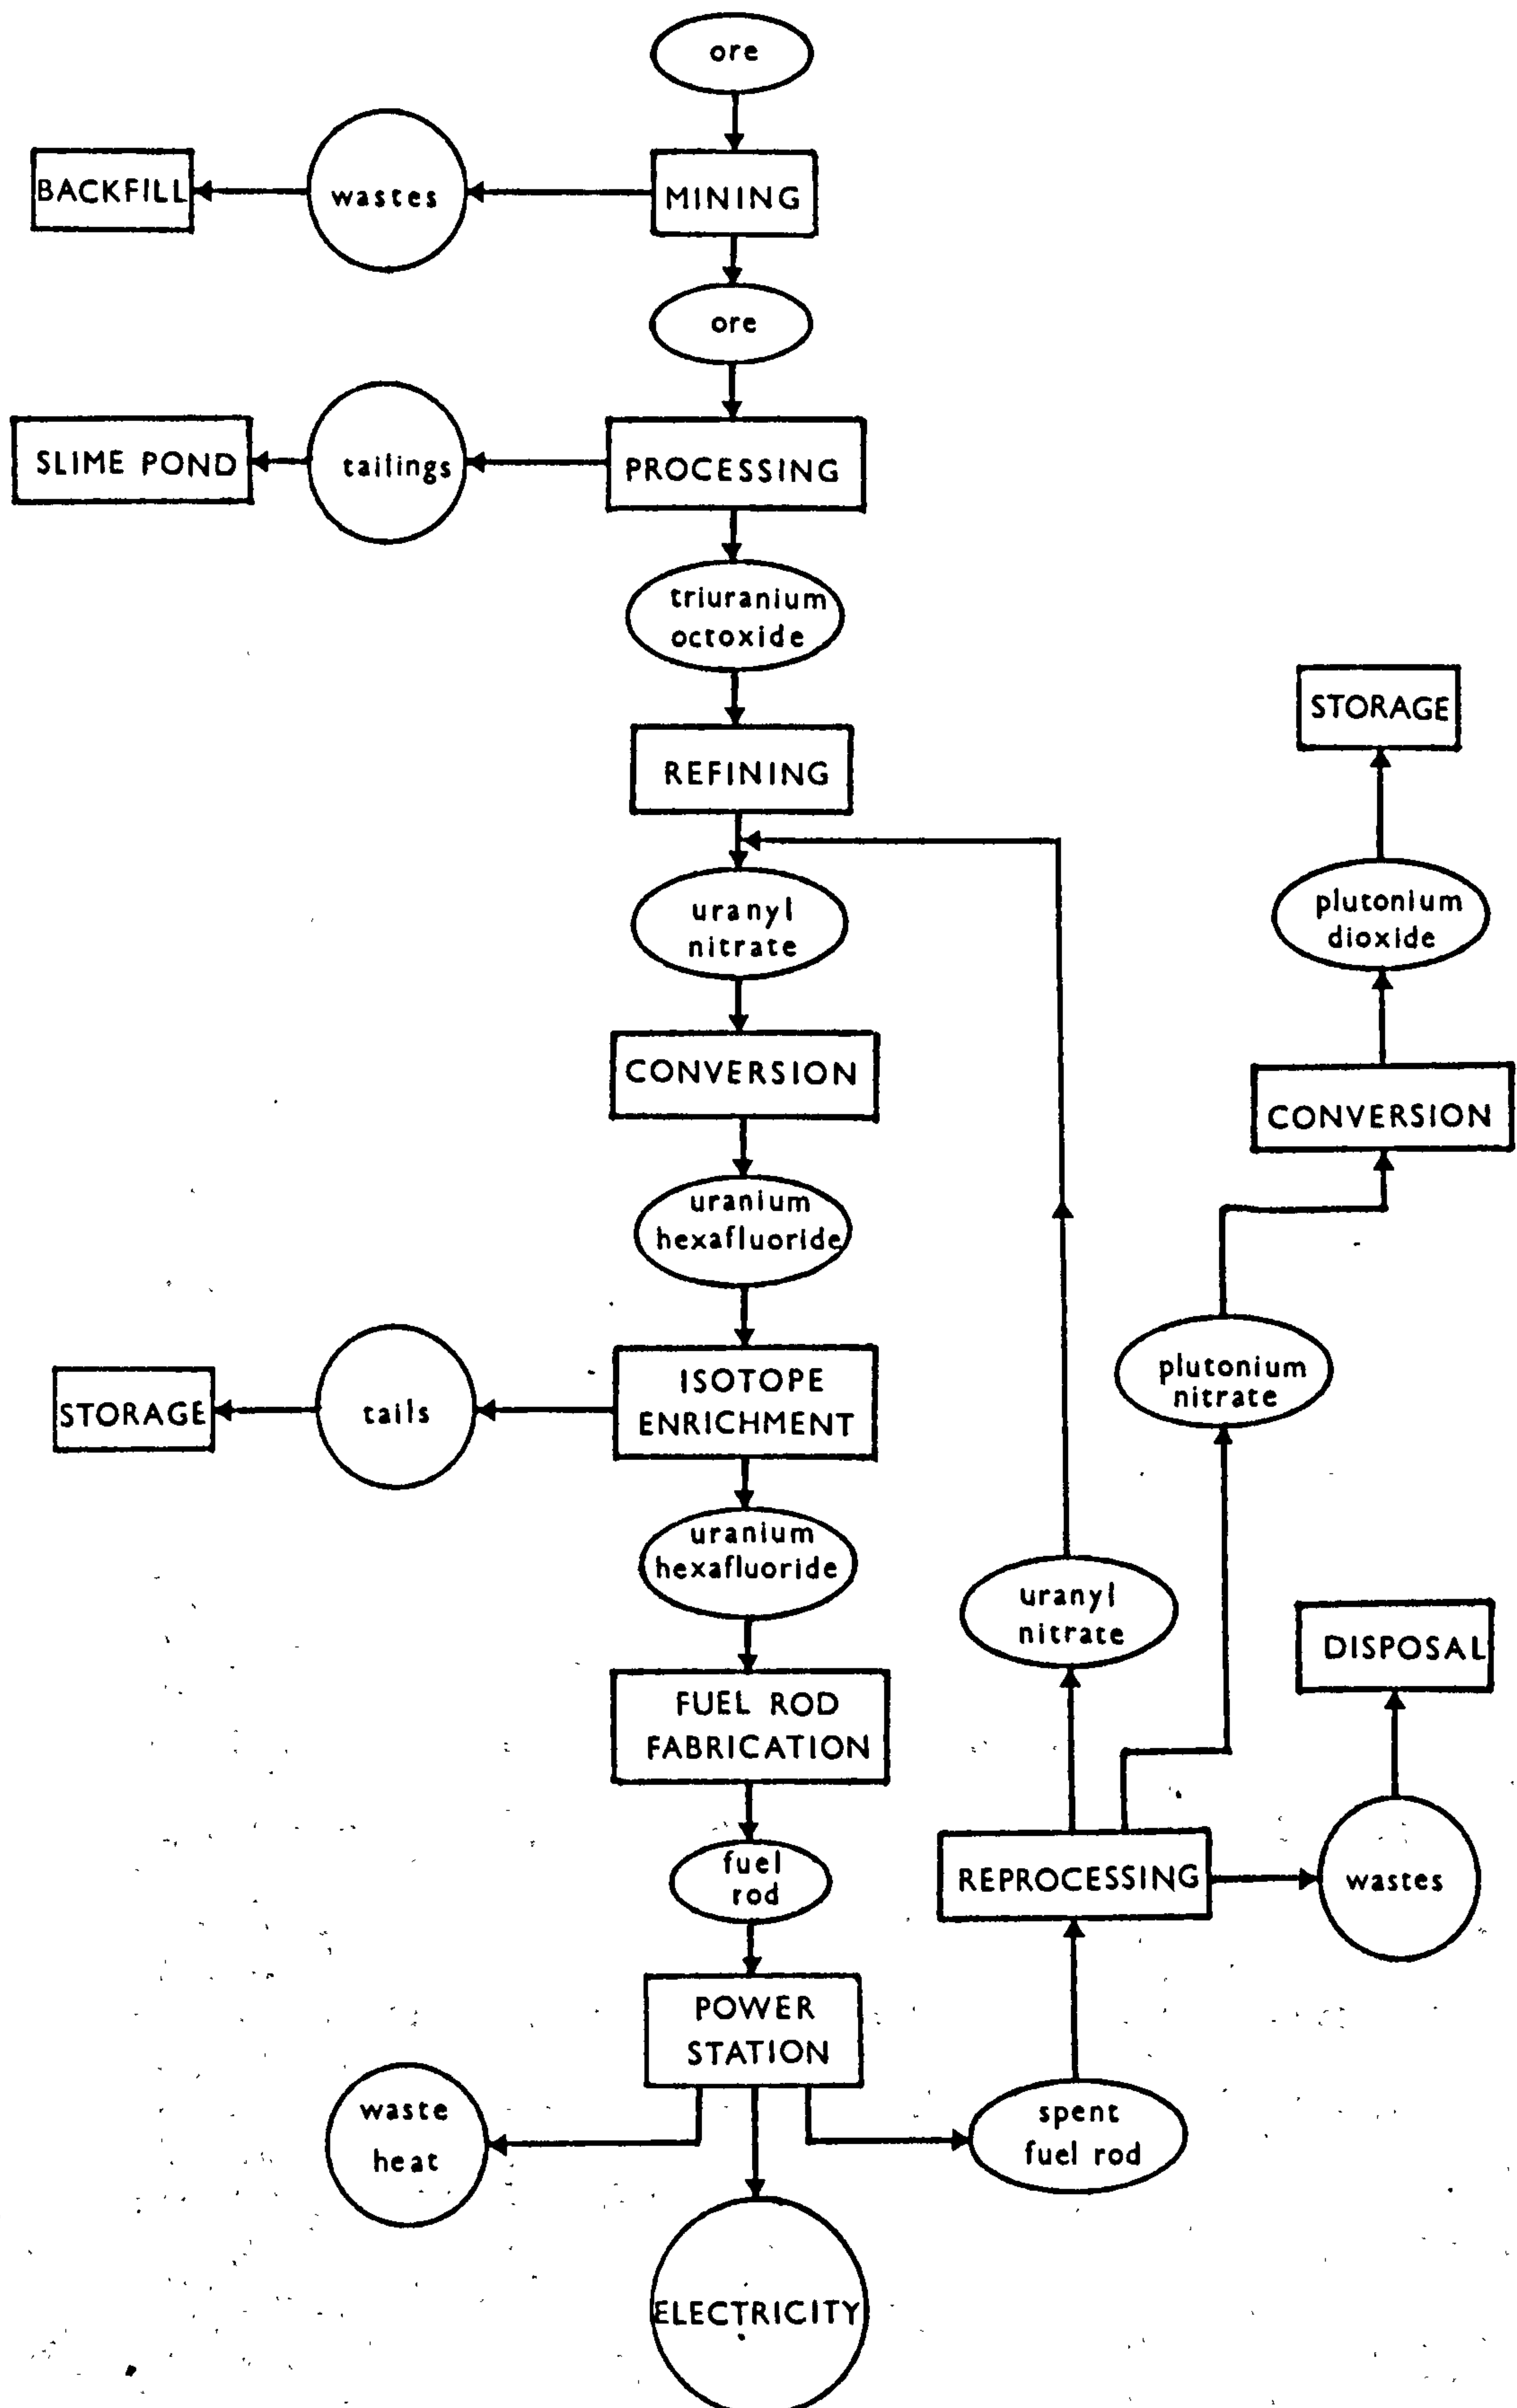 ore
BACKFILL
wastes
MINING
ore
SLIME POND
tailings
PROCESSING
triuranium
octoxide
REFINING
uranyl
nitrate
CONVERSION
uranium
hexafluoride
STORAGE
tails
ISOTOPE
ENRICHMENT
uranium
hexafluoride
FUEL ROD
FABRICATION
fuel
rod
POWER
STATION
waste
heat
ELECTRICITY
spent
fuel rod
REPROCESSING
wastes
DISPOSAL
uranyl
nitrate
plutonium
nitrate
CONVERSION
plutonium
dioxide
STORAGE